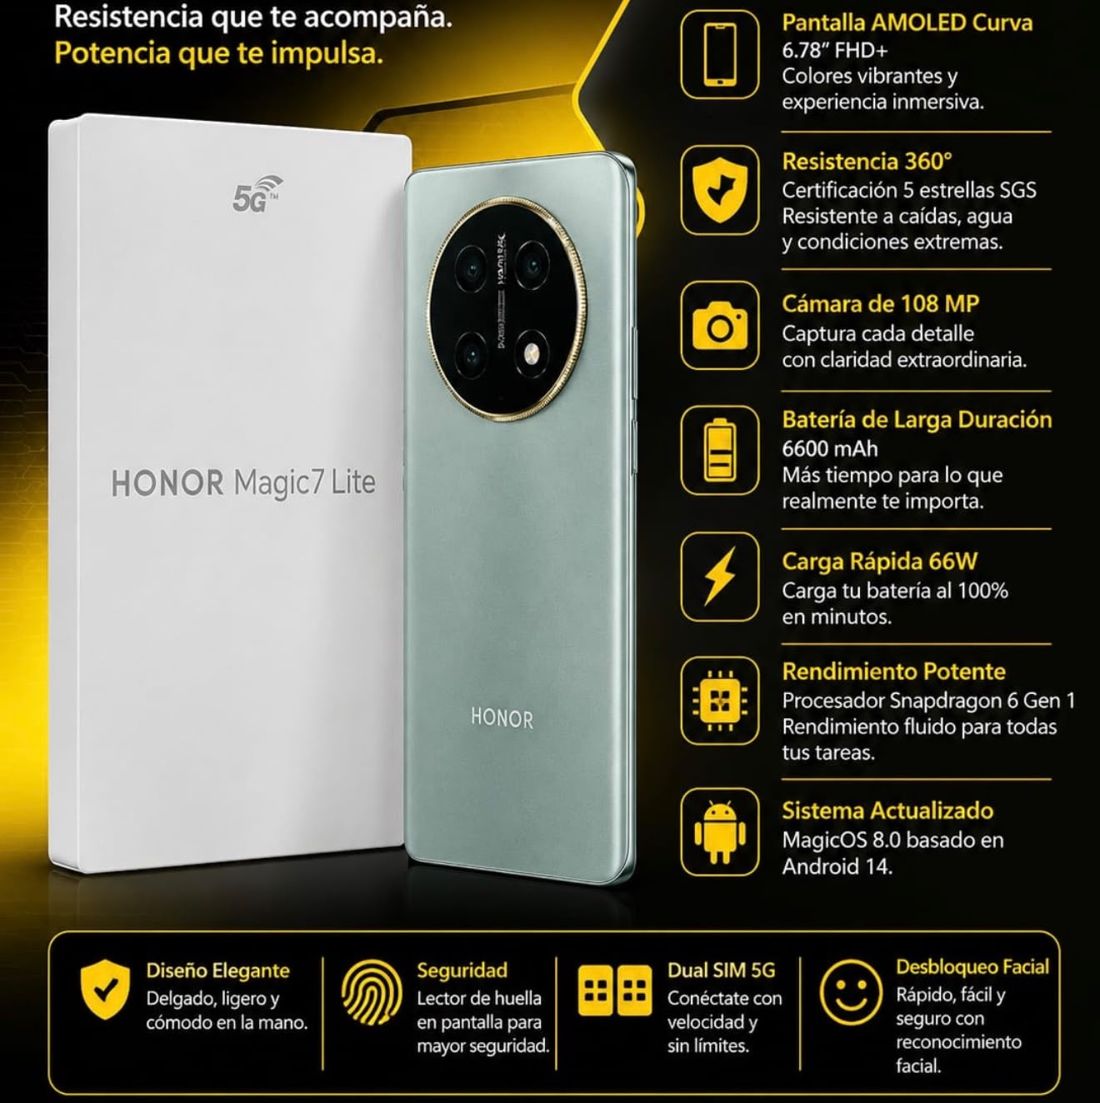 Resistencia que te acompaña.
Potencia que te impulsa.
5G
TM
HONOR Magic7 Lite
HONOR
Pantalla AMOLED Curva
6.78” FHD+
Colores vibrantes y
experiencia inmersiva.
Resistencia 360°
Certificación 5 estrellas SGS
Resistente a caídas, agua
y condiciones extremas.
Cámara de 108 MP
Captura cada detalle
con claridad extraordinaria.
Batería de Larga Duración
6600 mAh
Más tiempo para lo que
realmente te importa.
Carga Rápida 66W
Carga tu batería al 100%
en minutos.
Rendimiento Potente
Procesador Snapdragon 6 Gen 1
Rendimiento fluido para todas
tus tareas.
Sistema Actualizado
MagicOS 8.0 basado en
Android 14.
Diseño Elegante
Delgado, ligero y
cómodo en la mano.
Seguridad
Lector de huella
en pantalla para
mayor seguridad.
Dual SIM 5G
Conéctate con
velocidad y
sin límites.
Desbloqueo Facial
Rápido, fácil y
seguro con
reconocimiento
facial.